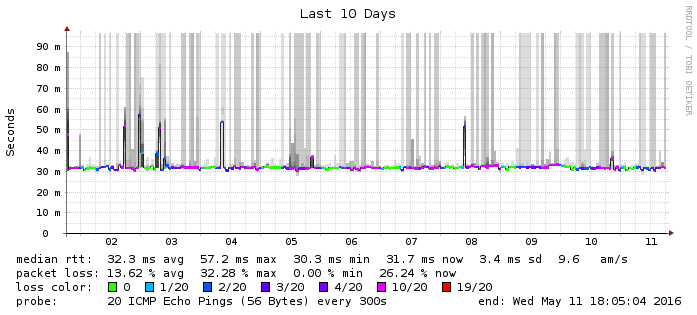 Last 10 Days
RRDTOOL / TOBI OETIKER
Seconds
90 m
80 m
70 m
60 m
50 m
40 m
30 m
20 m
10 m
0
02 03 04 05 06 07 08 09 10 11
median rtt: 32.3 ms avg 57.2 ms max 30.3 ms min 31.7 ms now 3.4 ms sd 9.6 am/s
packet loss: 13.62 % avg 32.28 % max 0.00 % min 26.24 % now
loss color: 0 1/20 2/20 3/20 4/20 10/20 19/20
probe: 20 ICMP Echo Pings (56 Bytes) every 300s end: Wed May 11 18:05:04 2016